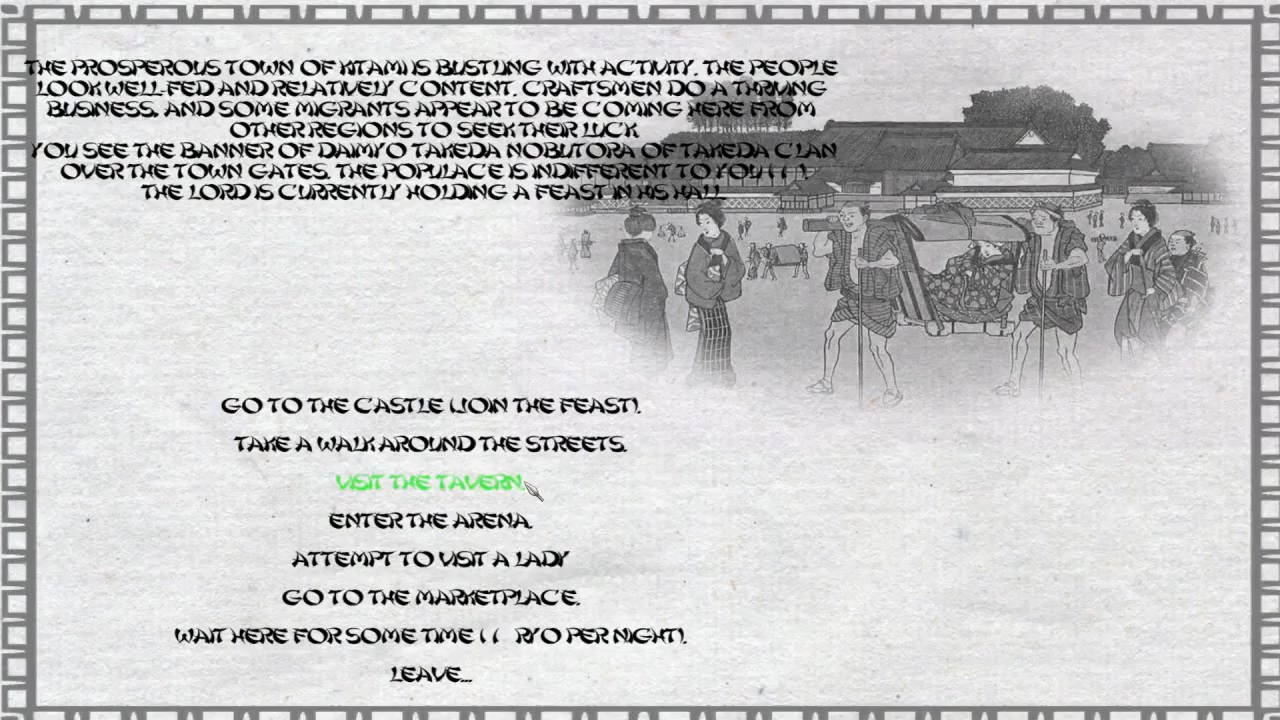 THE PROSPEROUS TOWN OF KITAMI IS BUSTLING WITH ACTIVITY. THE PEOPLE
LOOK WELL-FED AND RELATIVELY CONTENT. CRAFTSMEN DO A THRIVING
BUSINESS, AND SOME MIGRANTS APPEAR TO BE COMING HERE FROM
OTHER REGIONS TO SEEK THEIR LUCK
YOU SEE THE BANNER OF DAIMYO TAKEDA NOBUTORA OF TAKEDA CLAN
OVER THE TOWN GATES. THE POPULACE IS INDIFFERENT TO YOU ( ( ).
THE LORD IS CURRENTLY HOLDING A FEAST IN HIS HALL.
GO TO THE CASTLE (JOIN THE FEAST).
TAKE A WALK AROUND THE STREETS.
VISIT THE TAVERN.
ENTER THE ARENA.
ATTEMPT TO VISIT A LADY
GO TO THE MARKETPLACE.
WAIT HERE FOR SOME TIME ( ( RYO PER NIGHT).
LEAVE...